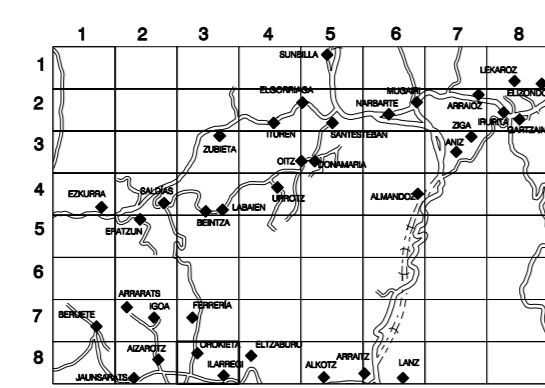 1 2 3 4 5 6 7 8
1
2
3
4
5
6
7
8
SUNBILLA
LEKAROZ
ELIZONDO
ELGORRIAGA
MUGAIRI
NARBARTE
ARRAIOZ
IRURITA
GARTZAIN
ITUREN
SANTESTEBAN
ZIGA
ANIZ
ZUBIETA
OITZ
DONAMARIA
EZKURRA
SALDIAS
URROTZ
ALMANDOZ
LABAIEN
BEINTZA
ERATZUN
ARRARATS
BERUETE
IGOA
FERRERÍA
AIZAROTZ
OROKIETA
ELTZABURU
ILARREGI
ARRAITZ
ALKOTZ
LANZ
JAUNSARATS